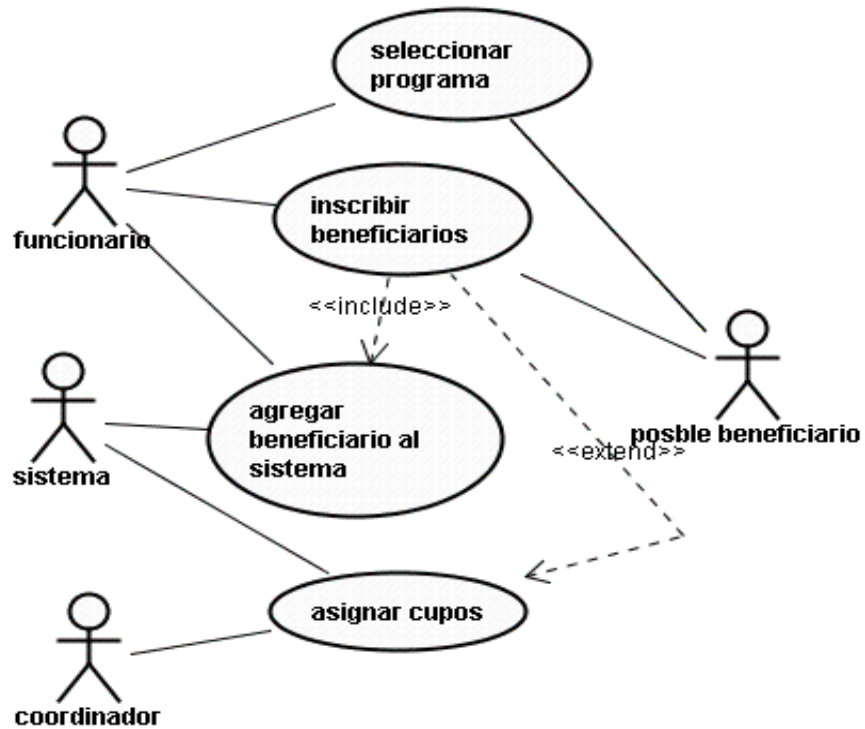 seleccionar
programa
funcionario
inscribir
beneficiarios
<<include>>
posble beneficiario
<<extend>>
agregar
beneficiario al
sistema
sistema
asignar cupos
coordinador